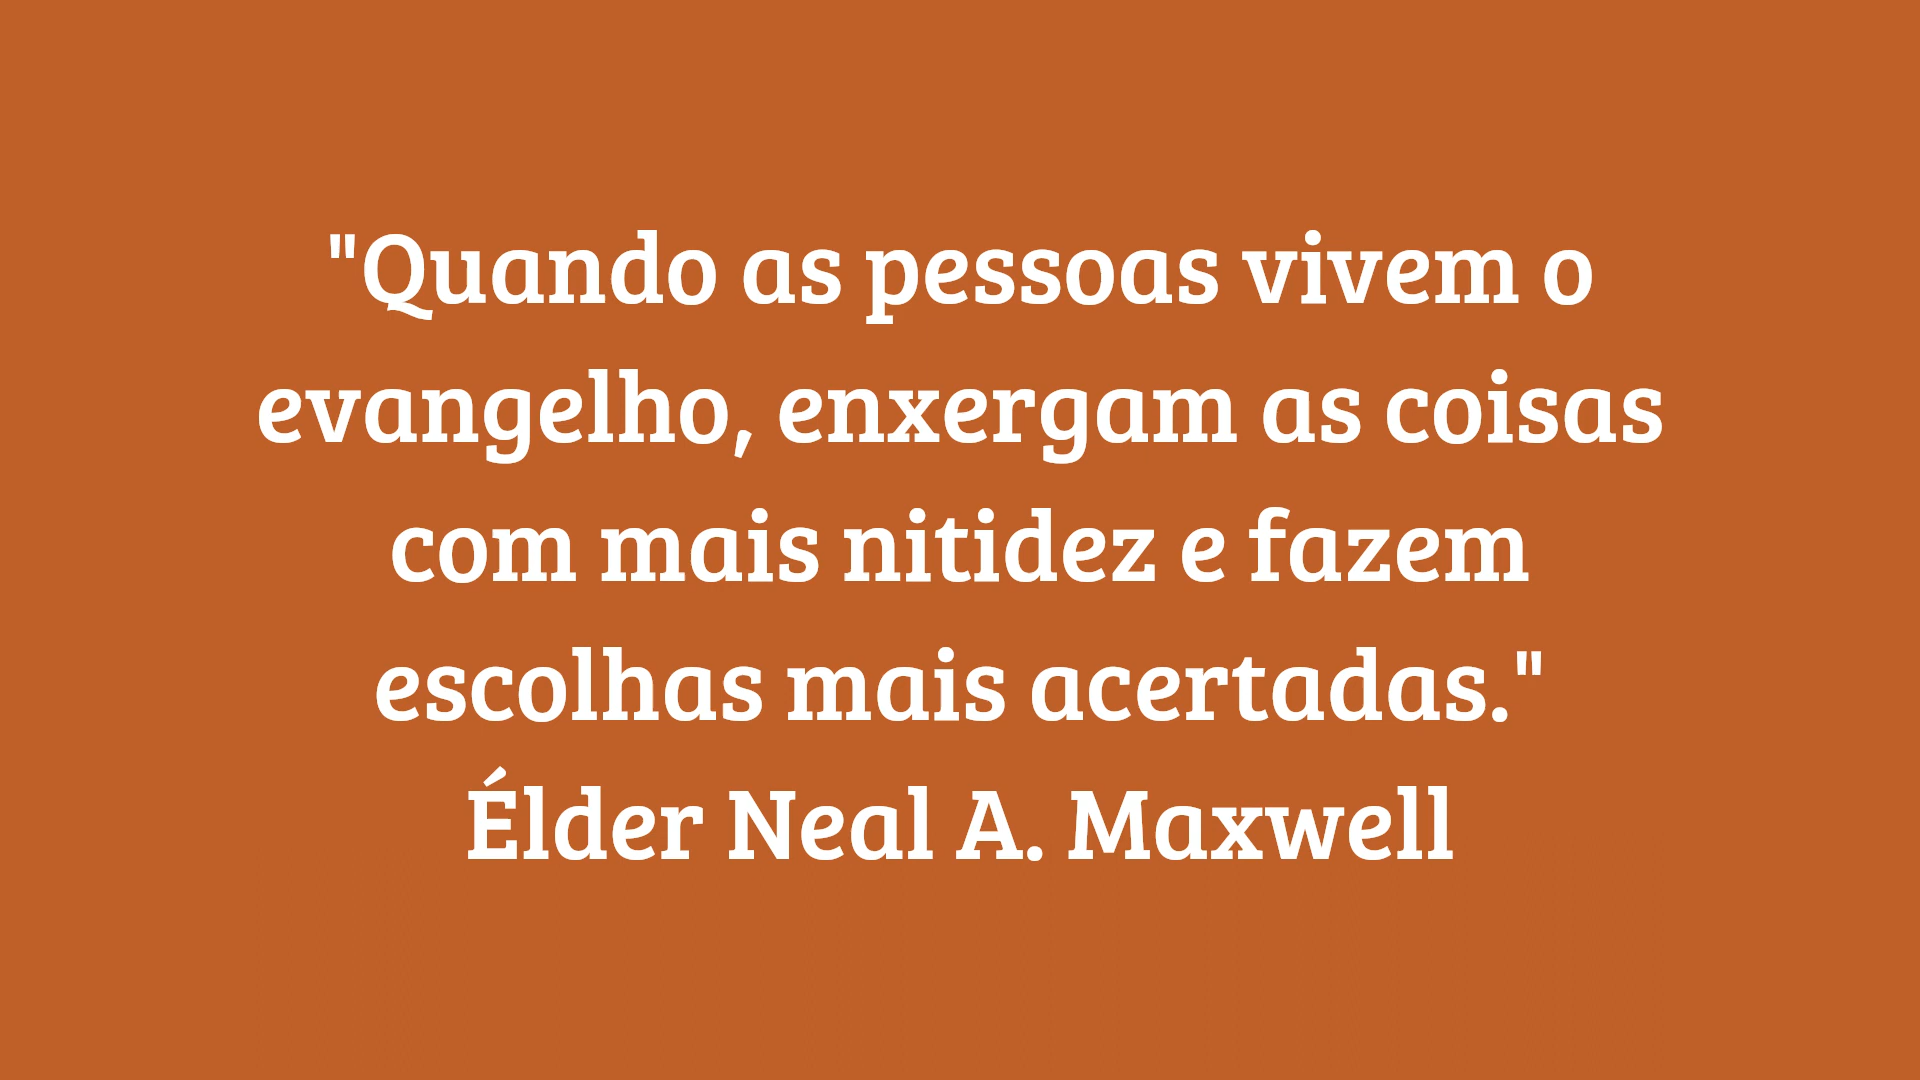 "Quando as pessoas vivem o
evangelho, enxergam as coisas
com mais nitidez e fazem
escolhas mais acertadas."
Élder Neal A. Maxwell